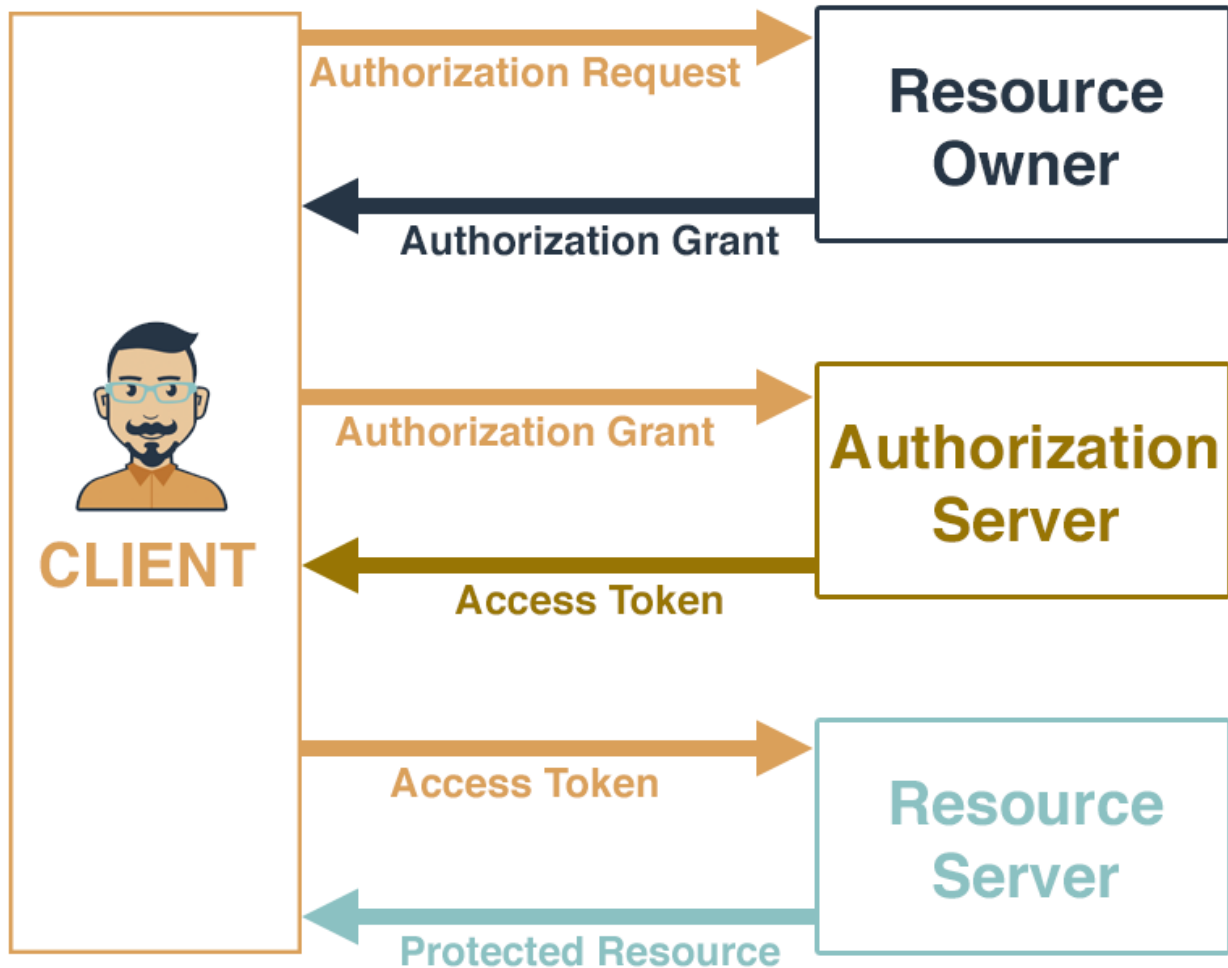 Authorization Request
Resource
Owner
Authorization Grant
Authorization Grant
Authorization
Server
CLIENT
Access Token
Access Token
Resource
Server
Protected Resource